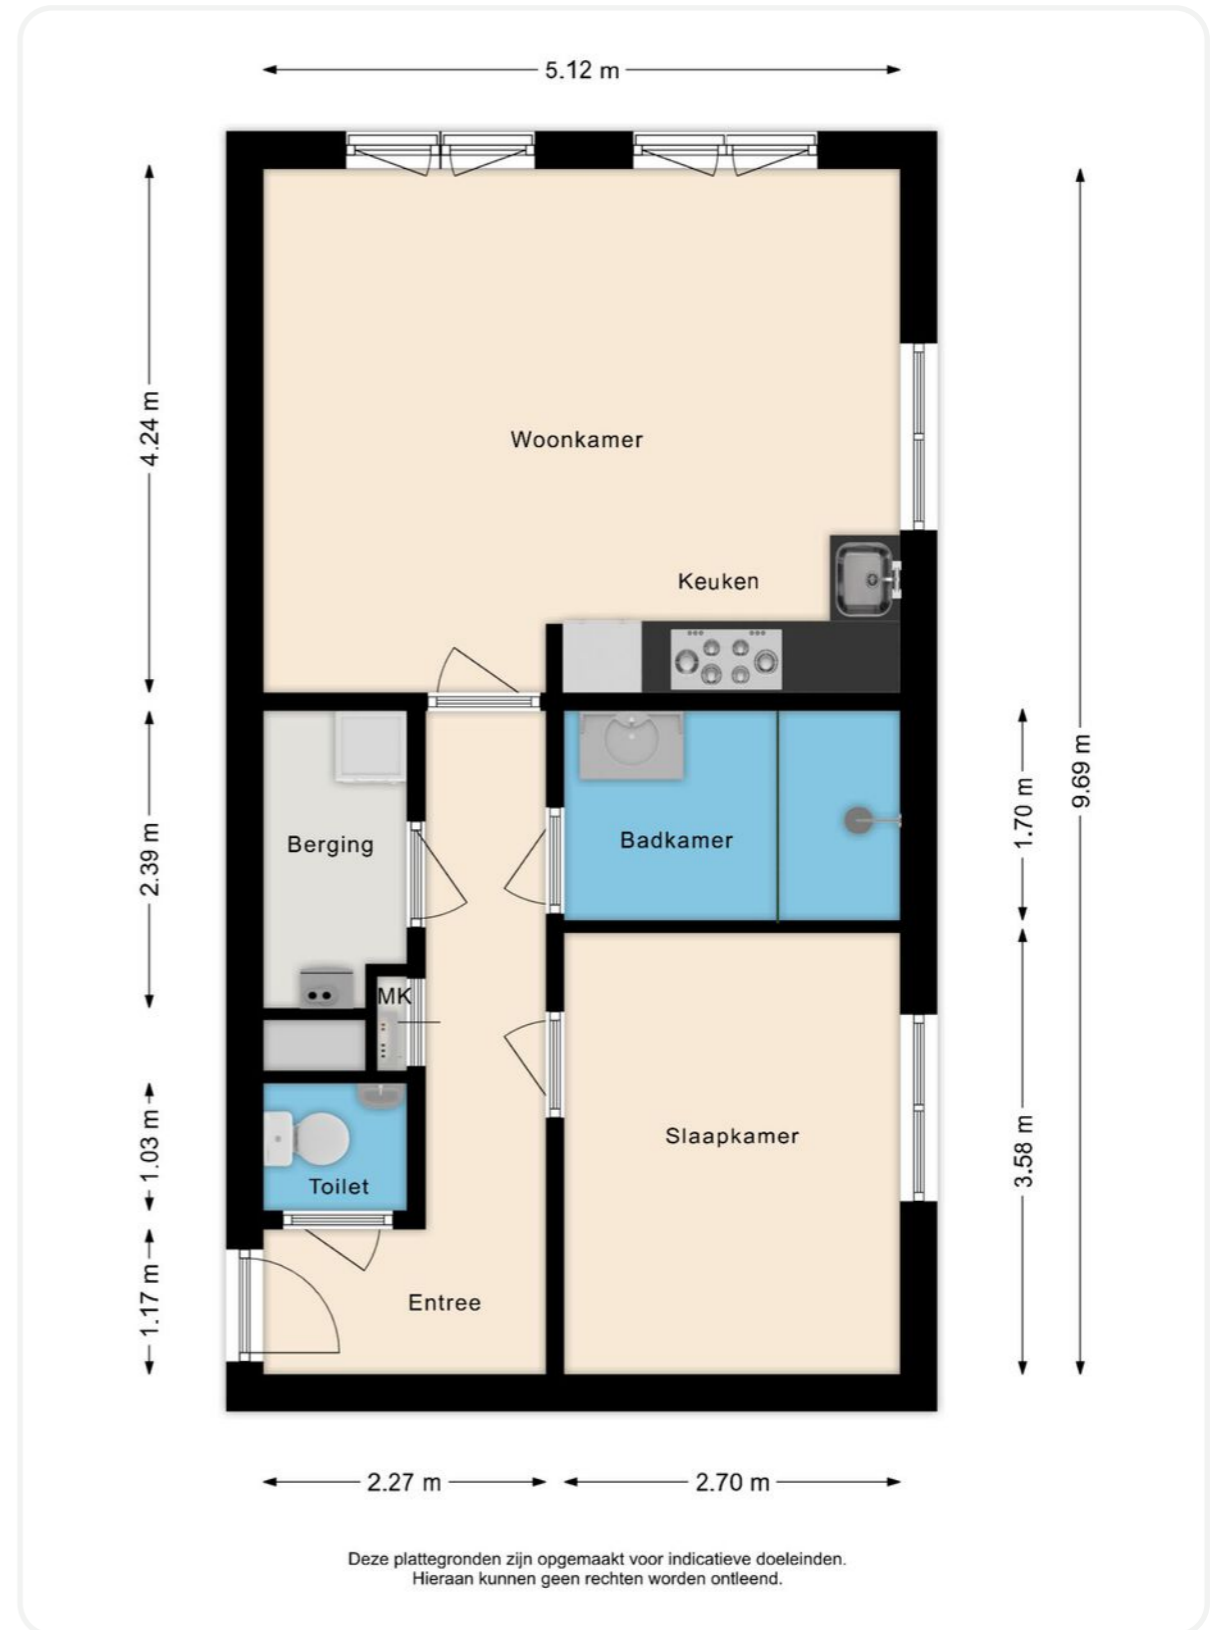 5.12 m
4.24 m
Woonkamer
Keuken
9.69 m
1.70 m
2.39 m
Berging
Badkamer
MK
3.58 m
1.03 m
Slaapkamer
Toilet
1.17 m
Entree
2.27 m
2.70 m
Deze plattegronden zijn opgemaakt voor indicatieve doeleinden.
Hieraan kunnen geen rechten worden ontleend.